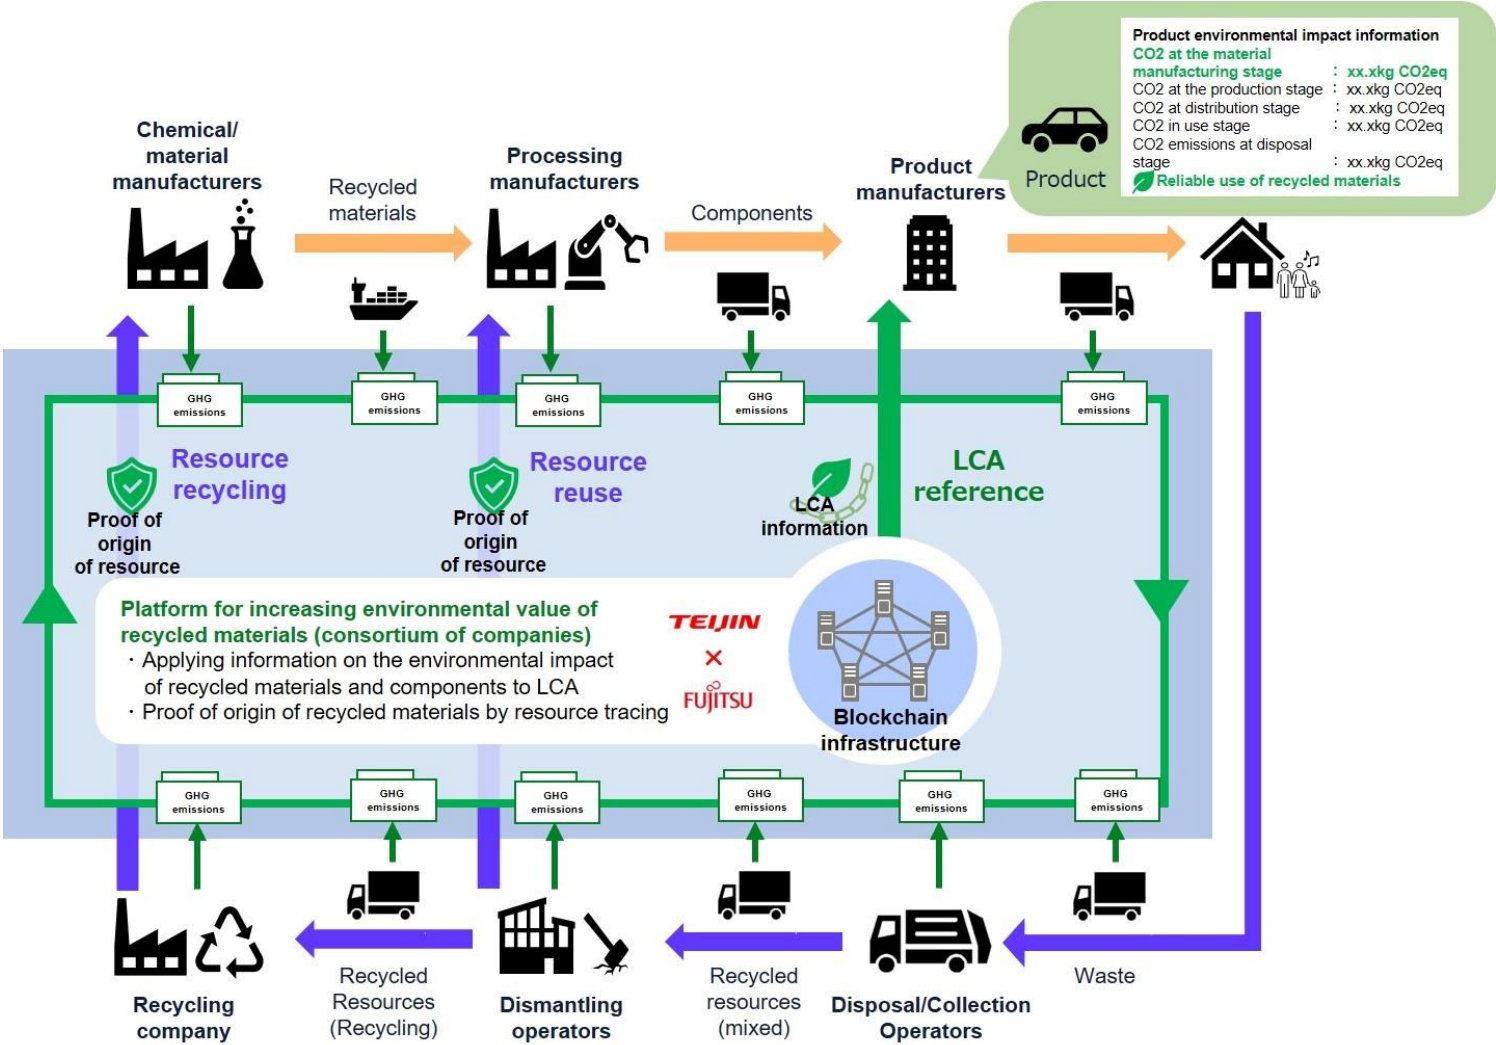 Product environmental impact information
CO2 at the material
manufacturing stage : xx.xkg CO2eq
CO2 at the production stage : xx.xkg CO2eq
CO2 at distribution stage : xx.xkg CO2eq
CO2 in use stage : xx.xkg CO2eq
CO2 emissions at disposal
stage : xx.xkg CO2eq
Reliable use of recycled materials
Product
Chemical/
material
manufacturers
Recycled
materials
Processing
manufacturers
Components
Product
manufacturers
GHG
emissions
GHG
emissions
GHG
emissions
GHG
emissions
GHG
emissions
Resource
recycling
Proof of
origin
of resource
Resource
reuse
Proof of
origin
of resource
LCA
information
LCA
reference
Platform for increasing environmental value of
recycled materials (consortium of companies)
・Applying information on the environmental impact
of recycled materials and components to LCA
・Proof of origin of recycled materials by resource tracing
TEIJIN
×
FUJITSU
Blockchain
infrastructure
GHG
emissions
GHG
emissions
GHG
emissions
GHG
emissions
GHG
emissions
GHG
emissions
Recycling
company
Recycled
Resources
(Recycling)
Dismantling
operators
Recycled
resources
(mixed)
Disposal/Collection
Operators
Waste